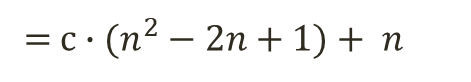 = c · (n² − 2n + 1) + n